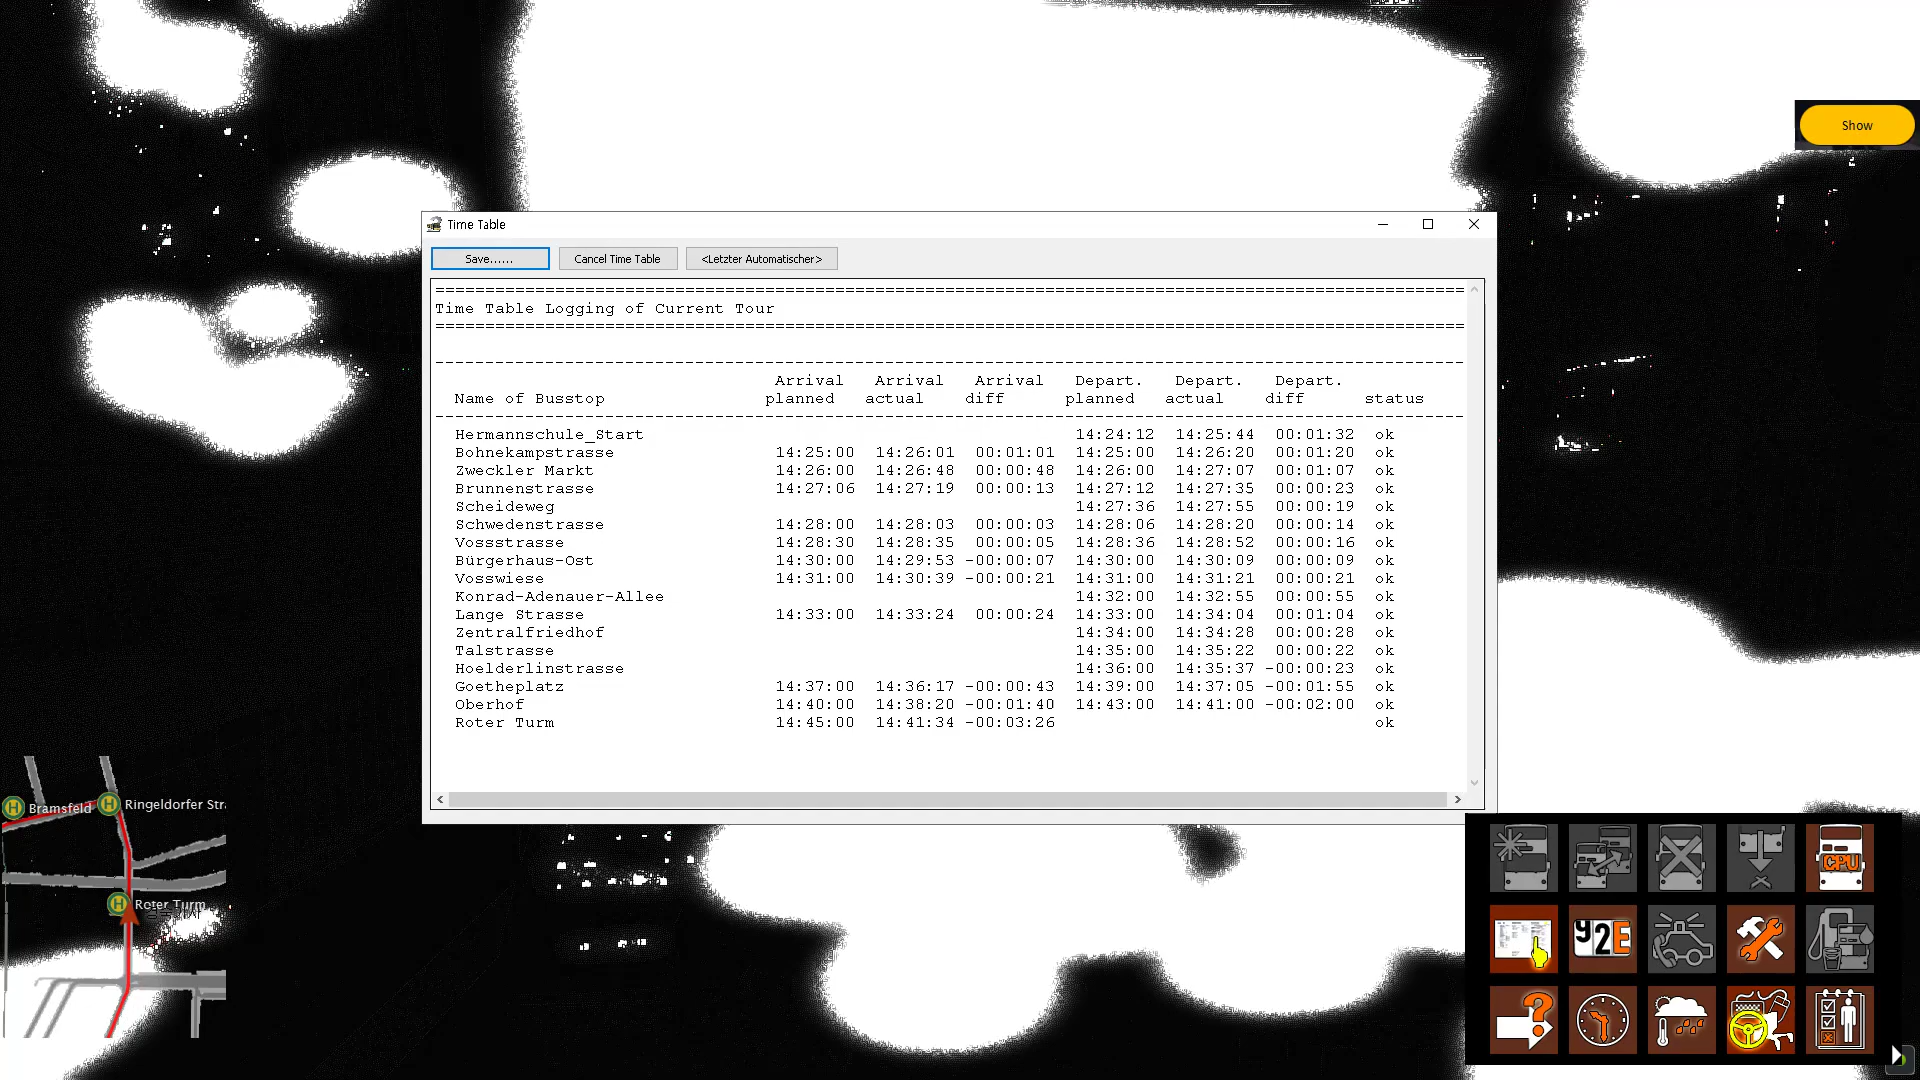 Show
Time Table
Save...... Cancel Time Table <Letzter Automatischer>
Time Table Logging of Current Tour
Arrival Arrival Arrival Depart. Depart. Depart.
Name of Busstop planned actual diff planned actual diff status
Hermannschule_Start 14:24:12 14:25:44 00:01:32 ok
Bohnekampstrasse 14:25:00 14:26:01 00:01:01 14:25:00 14:26:20 00:01:20 ok
Zweckler Markt 14:26:00 14:26:48 00:00:48 14:26:00 14:27:07 00:01:07 ok
Brunnenstrasse 14:27:06 14:27:19 00:00:13 14:27:12 14:27:35 00:00:23 ok
Scheideweg 14:27:36 14:27:55 00:00:19 ok
Schwedenstrasse 14:28:00 14:28:03 00:00:03 14:28:06 14:28:20 00:00:14 ok
Vossstrasse 14:28:30 14:28:35 00:00:05 14:28:36 14:28:52 00:00:16 ok
Bürgerhaus-Ost 14:30:00 14:29:53 -00:00:07 14:30:00 14:30:09 00:00:09 ok
Vosswiese 14:31:00 14:30:39 -00:00:21 14:31:00 14:31:21 00:00:21 ok
Konrad-Adenauer-Allee 14:32:00 14:32:55 00:00:55 ok
Lange Strasse 14:33:00 14:33:24 00:00:24 14:33:00 14:34:04 00:01:04 ok
Zentralfriedhof 14:34:00 14:34:28 00:00:28 ok
Talstrasse 14:35:00 14:35:22 00:00:22 ok
Hoelderlinstrasse 14:36:00 14:35:37 -00:00:23 ok
Goetheplatz 14:37:00 14:36:17 -00:00:43 14:39:00 14:37:05 -00:01:55 ok
Oberhof 14:40:00 14:38:20 -00:01:40 14:43:00 14:41:00 -00:02:00 ok
Roter Turm 14:45:00 14:41:34 -00:03:26 ok
H Bramsfeld H Ringeldorfer Stra
H Roter Turm
CPU
92E